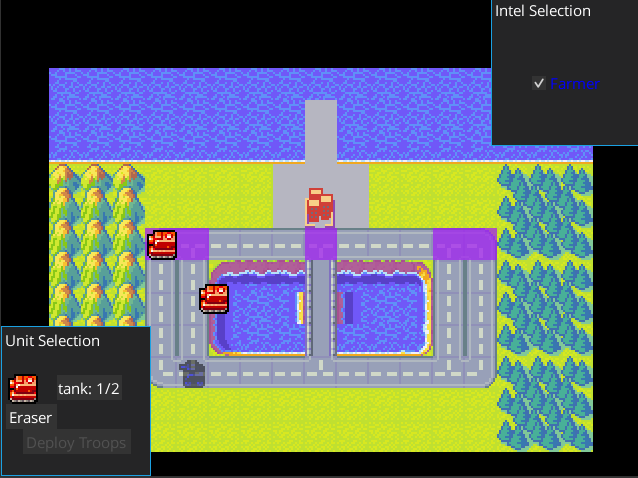 Intel Selection
Farmer
Unit Selection
tank: 1/2
Eraser
Deploy Troops